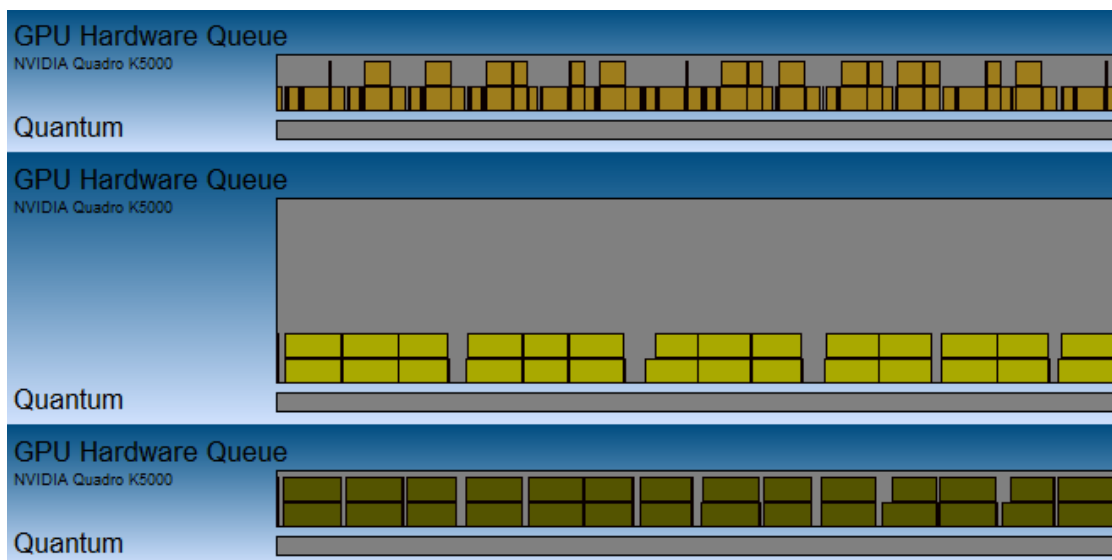 GPU Hardware Queue
NVIDIA Quadro K5000
Quantum
GPU Hardware Queue
NVIDIA Quadro K5000
Quantum
GPU Hardware Queue
NVIDIA Quadro K5000
Quantum